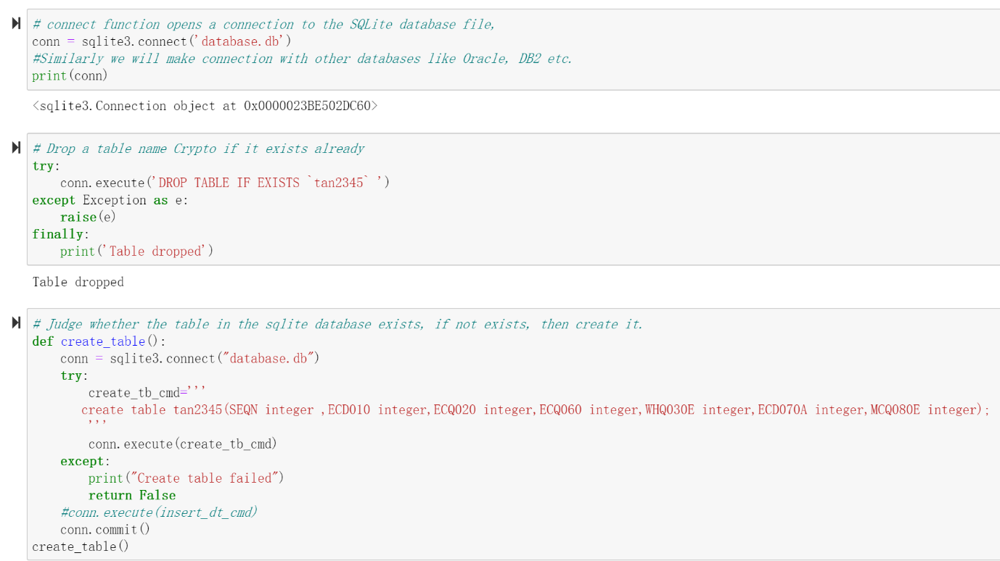 # connect function opens a connection to the SQLite database file,
conn = sqlite3.connect('database.db')
#Similarly we will make connection with other databases like Oracle, DB2 etc.
print(conn)
<sqlite3.Connection object at 0x0000023BE502DC60>
# Drop a table name Crypto if it exists already
try:
    conn.execute('DROP TABLE IF EXISTS `tan2345` ')
except Exception as e:
    raise(e)
finally:
    print('Table dropped')
Table dropped
# Judge whether the table in the sqlite database exists, if not exists, then create it.
def create_table():
    conn = sqlite3.connect("database.db")
    try:
        create_tb_cmd='''
       create table tan2345(SEQN integer ,ECD010 integer,ECQ020 integer,ECQ060 integer,WHQ030E integer,ECD070A integer,MCQ080E integer);
        '''
        conn.execute(create_tb_cmd)
    except:
        print("Create table failed")
        return False
    #conn.execute(insert_dt_cmd)
    conn.commit()
create_table()